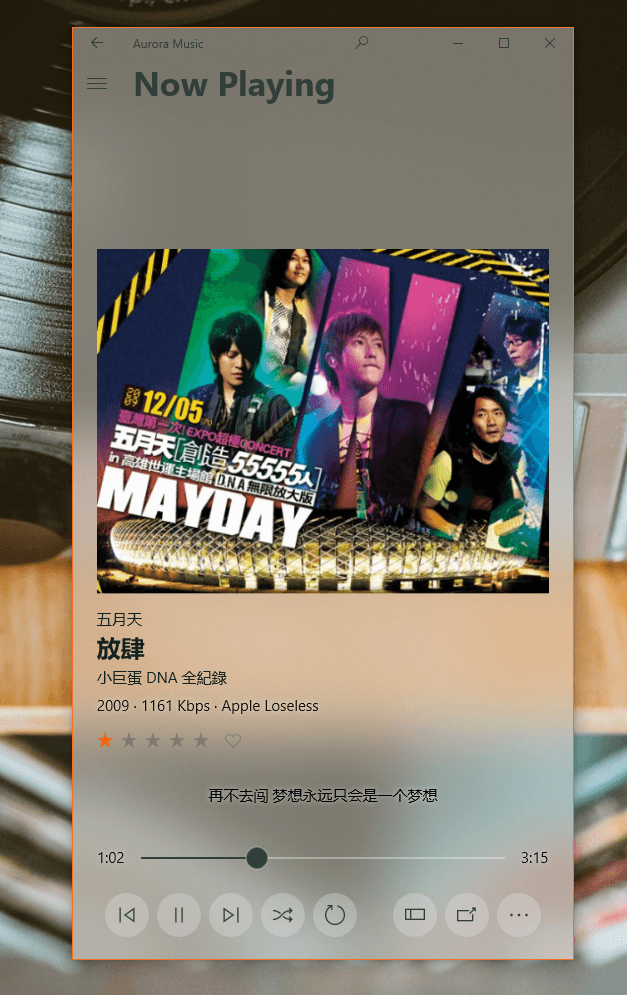 Aurora Music
Now Playing
2009 12/05
臺灣第一次! EXPO超極CONCERT
五月天[創造55555人]
in 高雄世運主場館 DNA無限放大版
MAYDAY
五月天
放肆
小巨蛋 DNA 全紀錄
2009 · 1161 Kbps · Apple Loseless
再不去闯 梦想永远只会是一个梦想
1:02
3:15